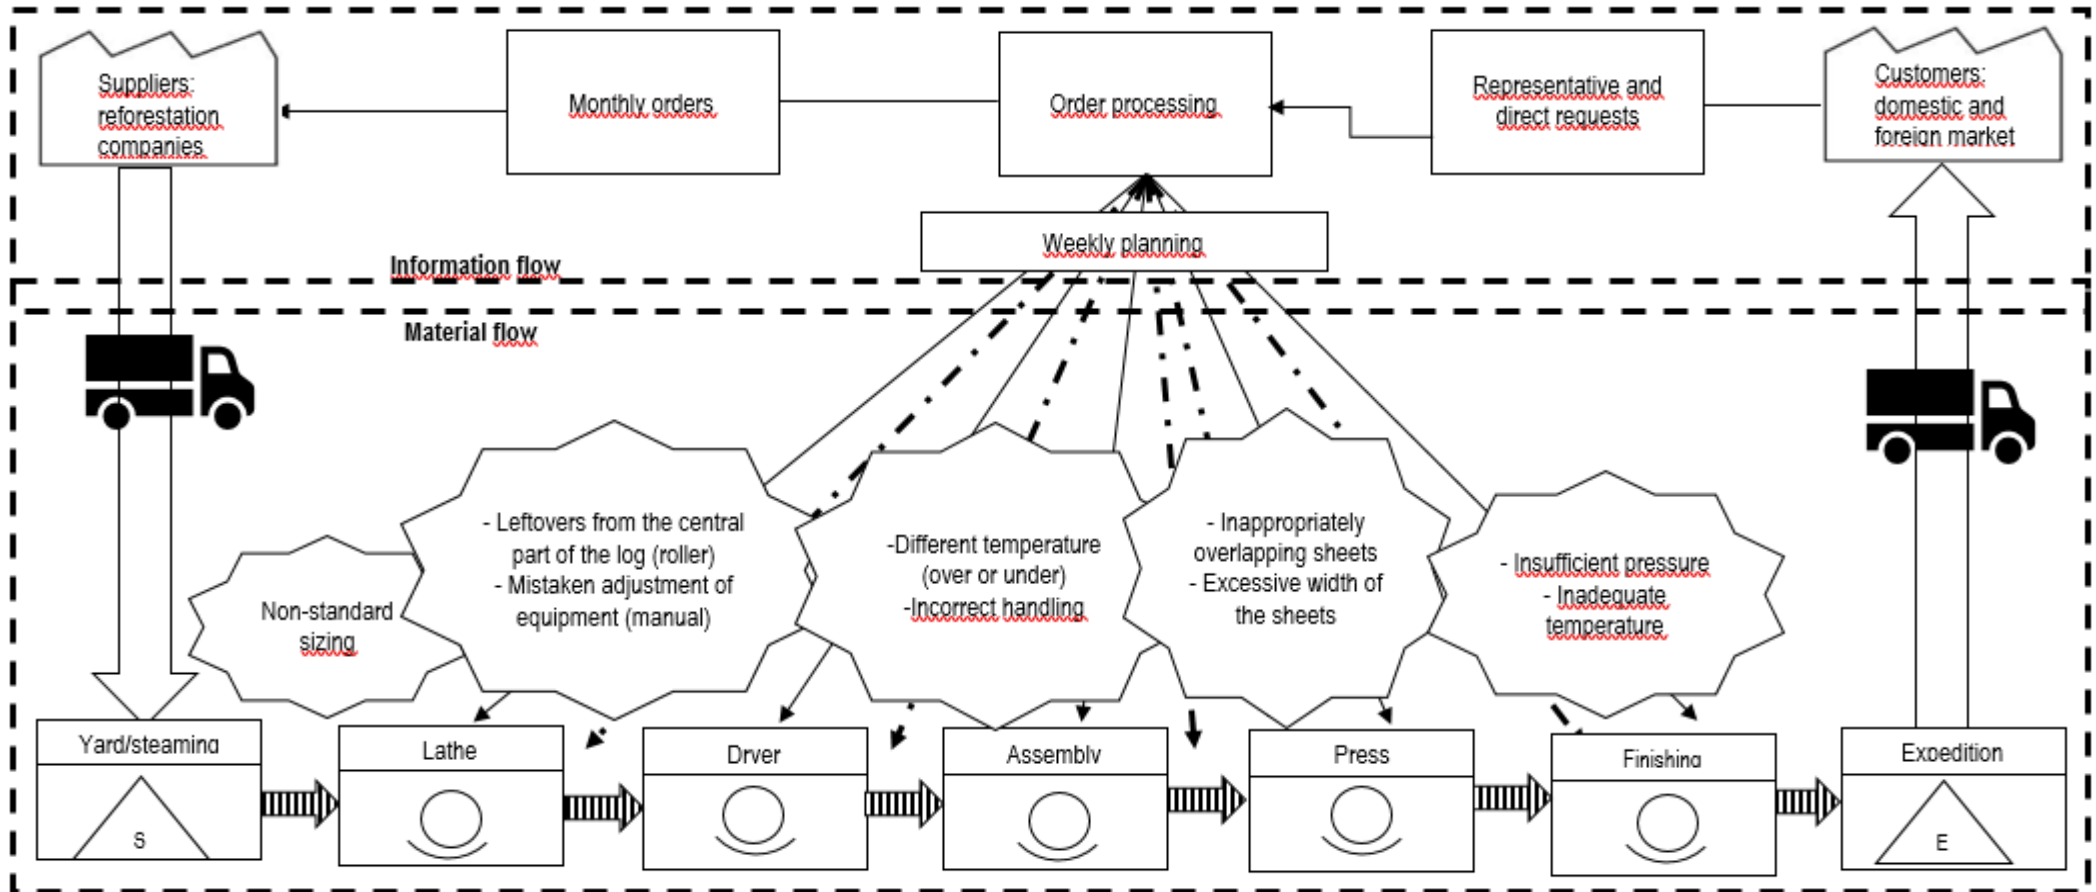 Suppliers:
reforestation
companies
Monthly orders
Order processing
Representative and
direct requests
Customers:
domestic and
foreign market
Weekly planning
Information flow
Material flow
Non-standard
sizing
- Leftovers from the central
part of the log (roller)
- Mistaken adjustment of
equipment (manual)
-Different temperature
(over or under)
-Incorrect handling
- Inappropriately
overlapping sheets
- Excessive width of
the sheets
- Insufficient pressure
- Inadequate
temperature
Yard/steaming
Lathe
Dryer
Assembly
Press
Finishing
Expedition
S
E